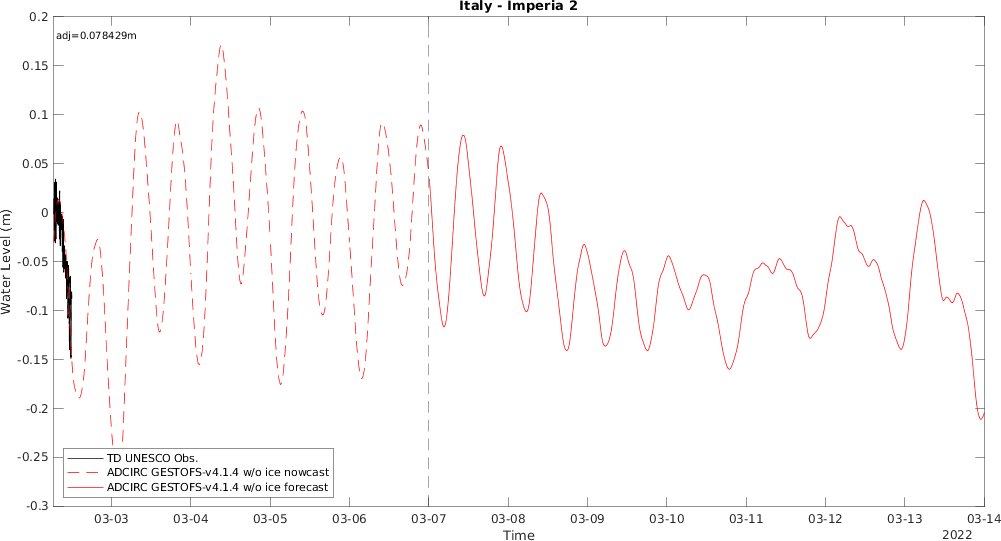 Italy - Imperia 2
adj=0.078429m
0.2
0.15
0.1
0.05
0
-0.05
-0.1
-0.15
-0.2
-0.25
-0.3
Water Level (m)
TD UNESCO Obs.
ADCIRC GESTOFS-v4.1.4 w/o ice nowcast
ADCIRC GESTOFS-v4.1.4 w/o ice forecast
03-03 03-04 03-05 03-06 03-07 03-08 03-09 03-10 03-11 03-12 03-13 03-14
Time
2022